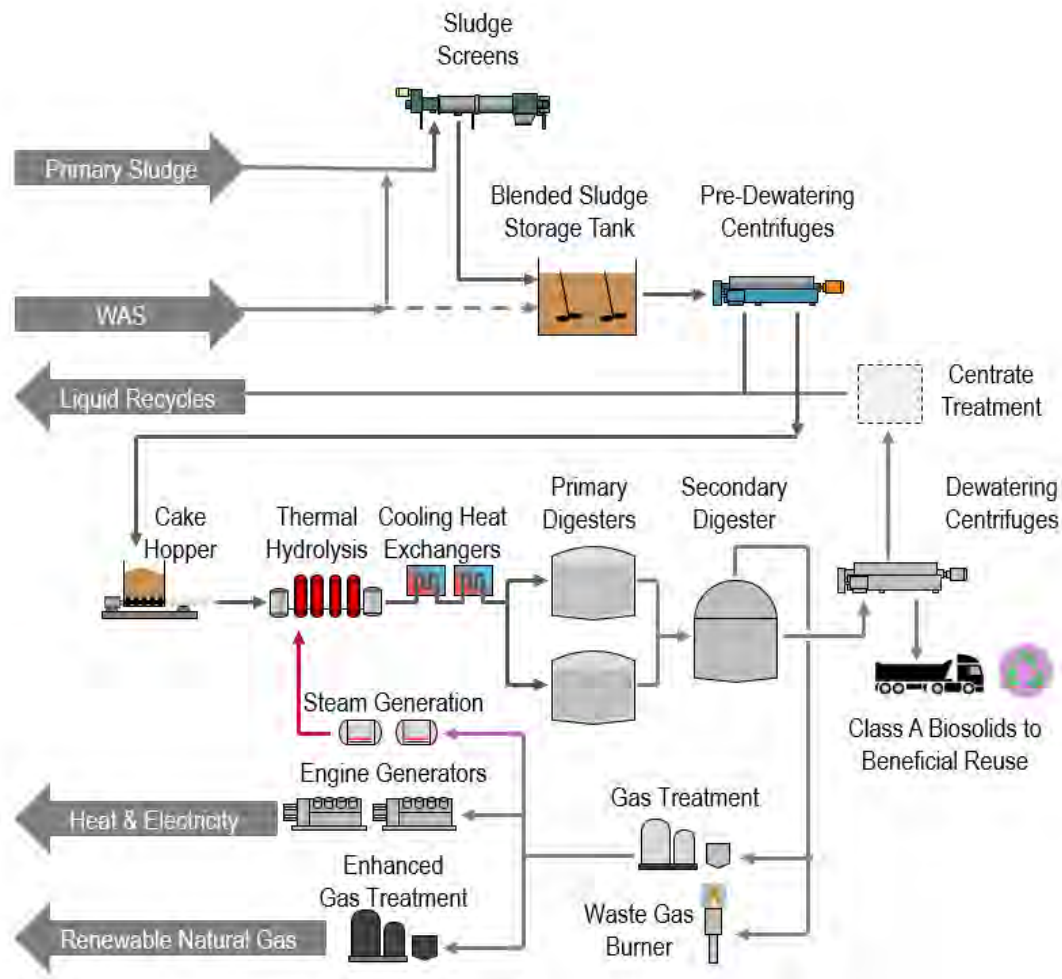 Sludge
Screens
Primary Sludge
Blended Sludge
Storage Tank
Pre-Dewatering
Centrifuges
WAS
Liquid Recycles
Centrate
Treatment
Cake
Hopper
Thermal
Hydrolysis
Cooling Heat
Exchangers
Primary
Digesters
Secondary
Digester
Dewatering
Centrifuges
Steam Generation
Class A Biosolids to
Beneficial Reuse
Engine Generators
Heat & Electricity
Gas Treatment
Enhanced
Gas Treatment
Waste Gas
Burner
Renewable Natural Gas